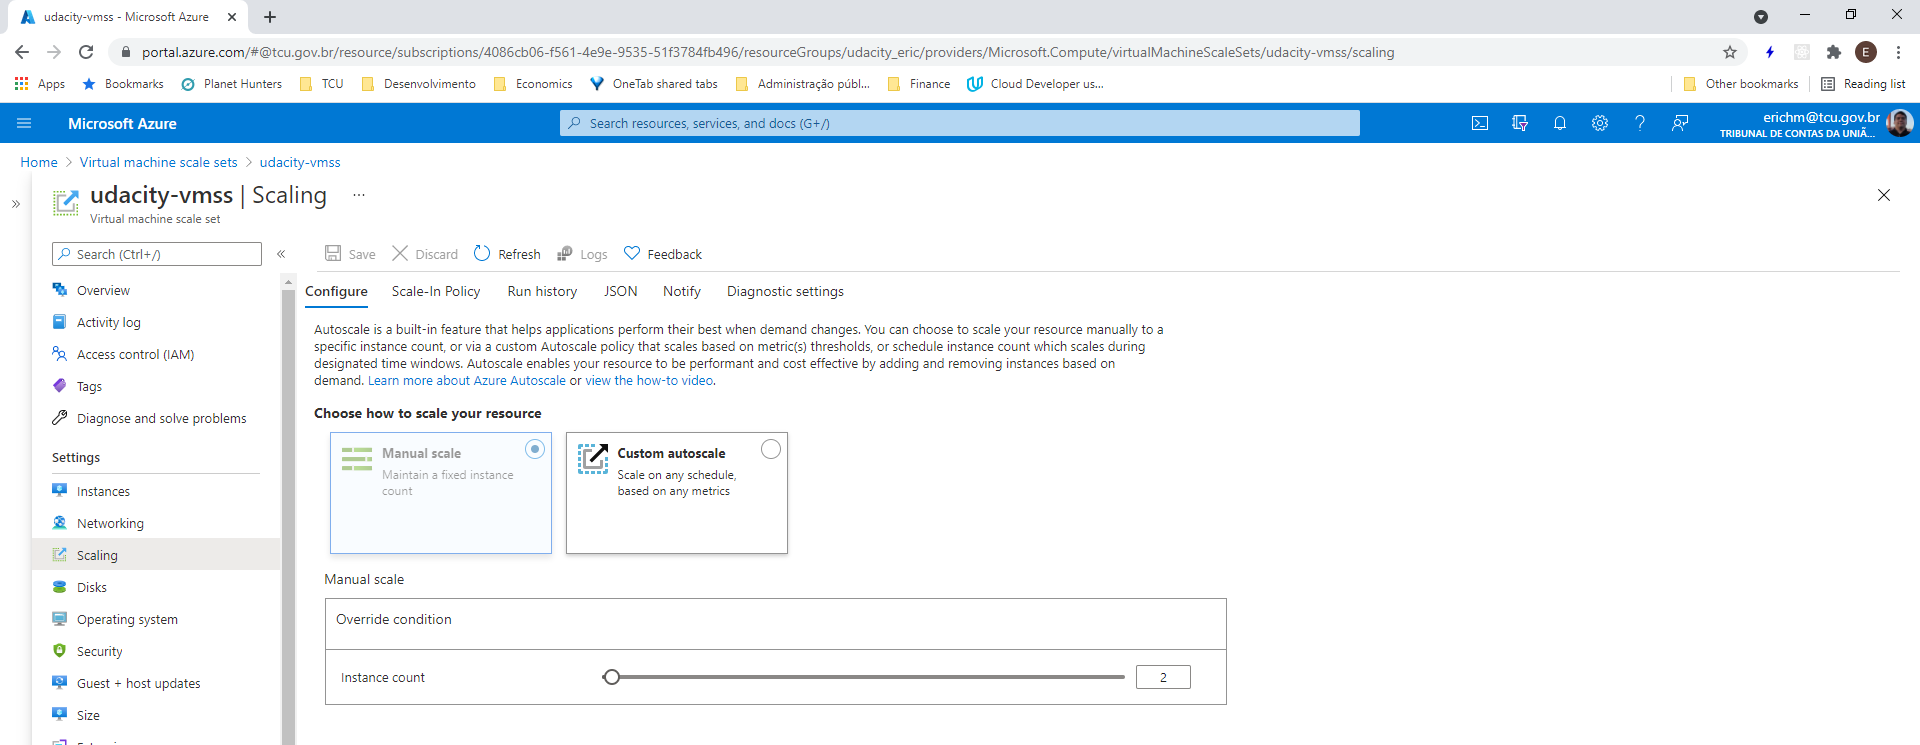 udacity-vmss - Microsoft Azure
portal.azure.com/#@tcu.gov.br/resource/subscriptions/4086cb06-f561-4e9e-9535-51f3784fb496/resourceGroups/udacity_eric/providers/Microsoft.Compute/virtualMachineScaleSets/udacity-vmss/scaling
E
Apps Bookmarks Planet Hunters TCU Desenvolvimento Economics OneTab shared tabs Administração públ... Finance Cloud Developer us... Other bookmarks Reading list
Microsoft Azure
Search resources, services, and docs (G+/)
erichm@tcu.gov.br
TRIBUNAL DE CONTAS DA UNIÃ...
Home > Virtual machine scale sets > udacity-vmss
udacity-vmss | Scaling ...
Virtual machine scale set
Search (Ctrl+/)
Save Discard Refresh Logs Feedback
Overview
Activity log
Access control (IAM)
Tags
Diagnose and solve problems
Settings
Instances
Networking
Scaling
Disks
Operating system
Security
Guest + host updates
Size
Configure Scale-In Policy Run history JSON Notify Diagnostic settings
Autoscale is a built-in feature that helps applications perform their best when demand changes. You can choose to scale your resource manually to a
specific instance count, or via a custom Autoscale policy that scales based on metric(s) thresholds, or schedule instance count which scales during
designated time windows. Autoscale enables your resource to be performant and cost effective by adding and removing instances based on
demand. Learn more about Azure Autoscale or view the how-to video.
Choose how to scale your resource
Manual scale
Maintain a fixed instance
count
Custom autoscale
Scale on any schedule,
based on any metrics
Manual scale
Override condition
Instance count 2